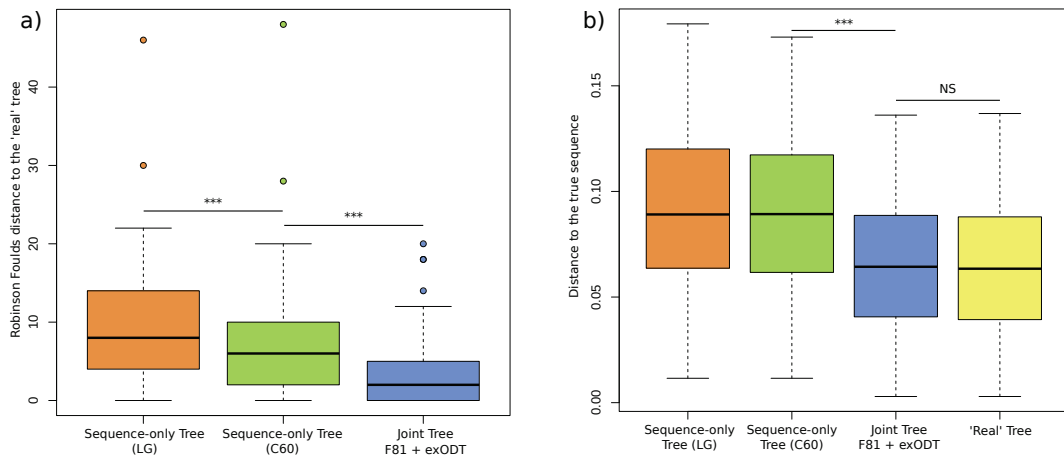 a)
Robinson Foulds distance to the 'real' tree
40
30
20
10
0
***
***
Sequence-only Tree
(LG)
Sequence-only Tree
(C60)
Joint Tree
F81 + exODT
b)
Distance to the true sequence
0.15
0.10
0.05
0.00
***
NS
Sequence-only
Tree (LG)
Sequence-only
Tree (C60)
Joint Tree
F81 + exODT
'Real' Tree